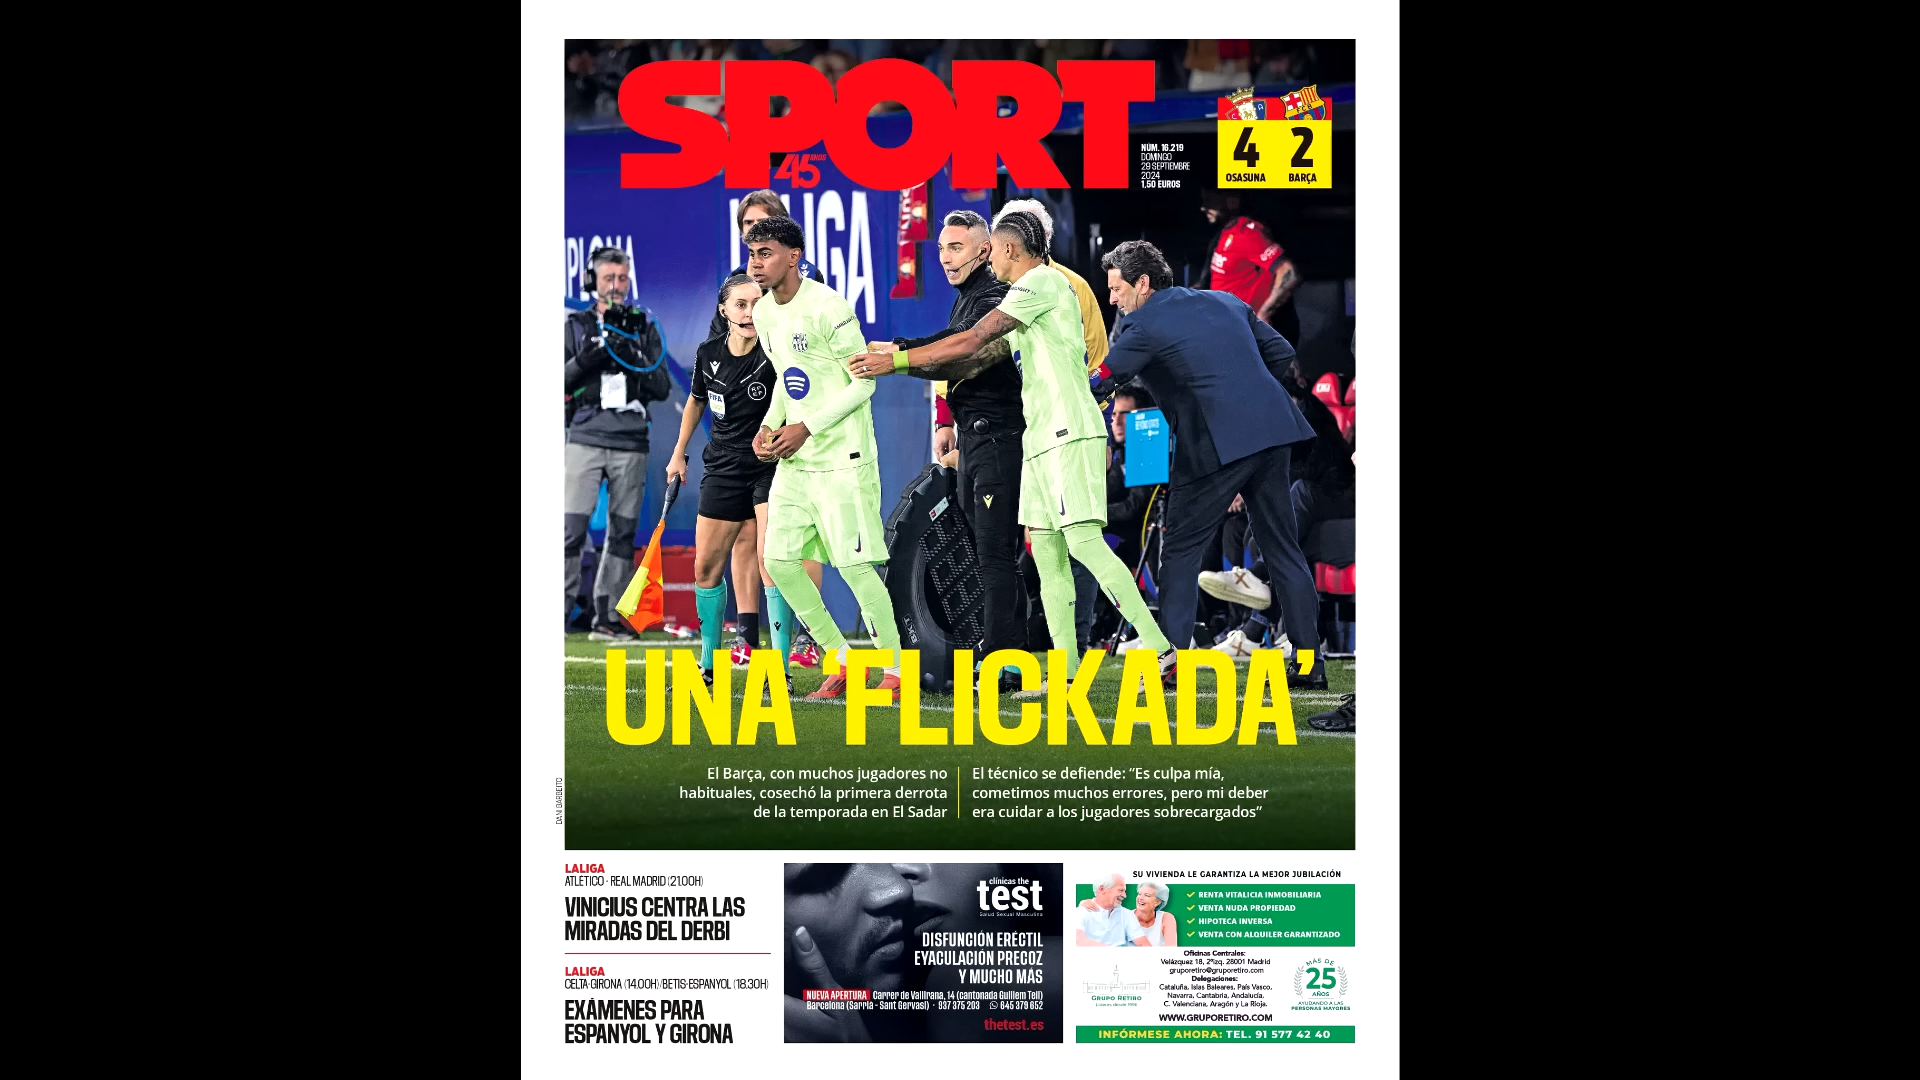 SPORT
45 AÑOS
NÚM. 16.219
DOMINGO
29 SEPTIEMBRE
2024
1,50 EUROS
4 2
OSASUNA BARÇA
LALIGA
UNA ‘FLICKADA’
El Barça, con muchos jugadores no
habituales, cosechó la primera derrota
de la temporada en El Sadar
El técnico se defiende: “Es culpa mía,
cometimos muchos errores, pero mi deber
era cuidar a los jugadores sobrecargados”
DANI BARBEITO
LALIGA
ATLÉTICO - REAL MADRID (21.00H)
VINICIUS CENTRA LAS
MIRADAS DEL DERBI
LALIGA
CELTA-GIRONA (14.00H)/BETIS-ESPANYOL (18.30H)
EXÁMENES PARA
ESPANYOL Y GIRONA
clínicas the
test
Salud Sexual Masculina
DISFUNCIÓN ERÉCTIL
EYACULACIÓN PRECOZ
Y MUCHO MÁS
NUEVA APERTURA Carrer de Vallirana, 14 (cantonada Guillem Tell)
Barcelona (Sarrià - Sant Gervasi) · 937 375 203 645 379 652
thetest.es
SU VIVIENDA LE GARANTIZA LA MEJOR JUBILACIÓN
RENTA VITALICIA INMOBILIARIA
VENTA NUDA PROPIEDAD
HIPOTECA INVERSA
VENTA CON ALQUILER GARANTIZADO
Oficinas Centrales:
Velázquez 18, 2ºizq. 28001 Madrid
gruporetiro@gruporetiro.com
Delegaciones:
Cataluña, Islas Baleares, País Vasco,
Navarra, Cantabria, Andalucía,
C. Valenciana, Aragón y La Rioja.
WWW.GRUPORETIRO.COM
GRUPO RETIRO
MÁS DE
25
AÑOS
AYUDANDO A LAS
PERSONAS MAYORES
INFÓRMESE AHORA: TEL. 91 577 42 40